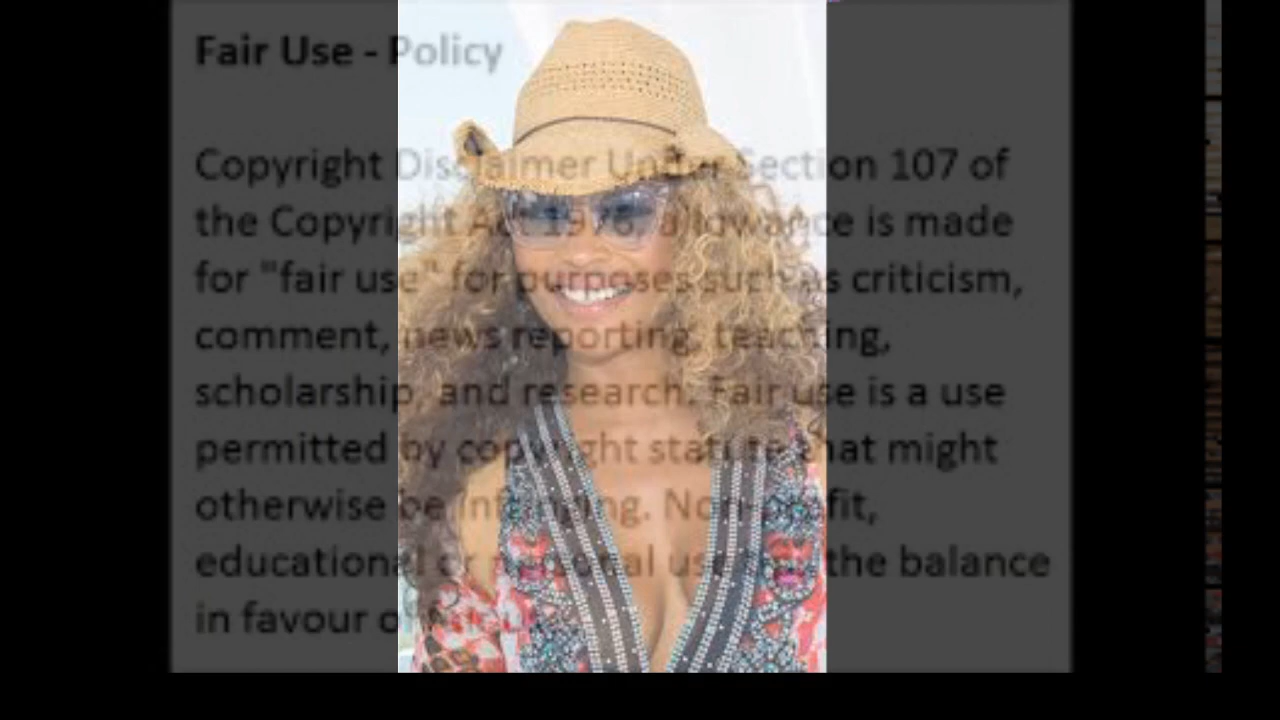 Fair Use - Policy
Copyright Disclaimer Under Section 107 of
the Copyright Act 1976, allowance is made
for "fair use" for purposes such as criticism,
comment, news reporting, teaching,
scholarship, and research. Fair use is a use
permitted by copyright statute that might
otherwise be infringing. Non-profit,
educational or personal use the balance
in favour of